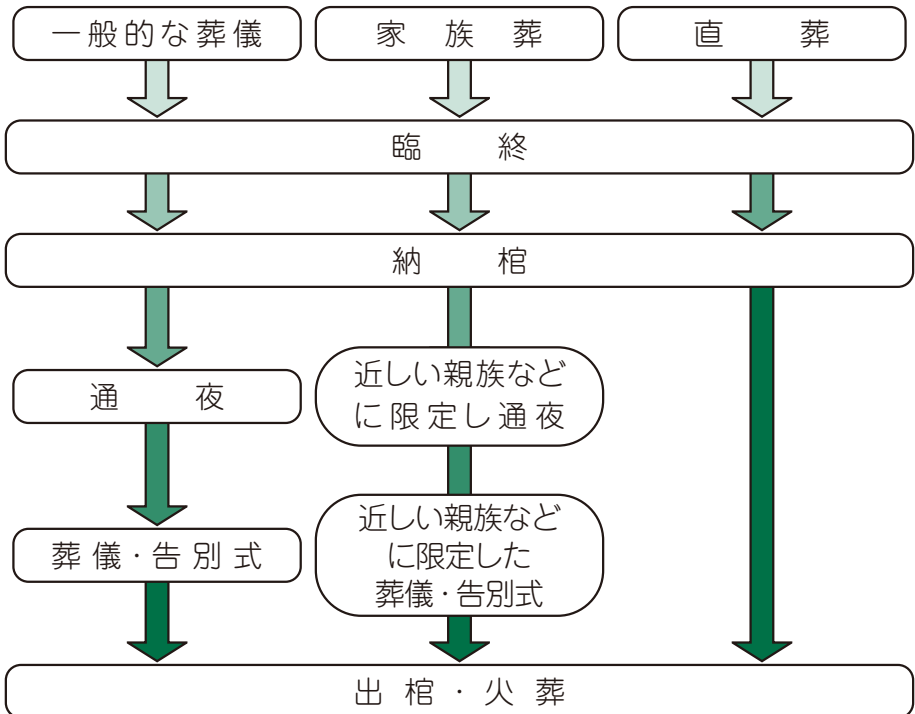 一般的な葬儀
家族葬
直葬
臨終
納棺
通夜
近しい親族など
に限定し通夜
葬儀・告別式
近しい親族など
に限定した
葬儀・告別式
出棺・火葬